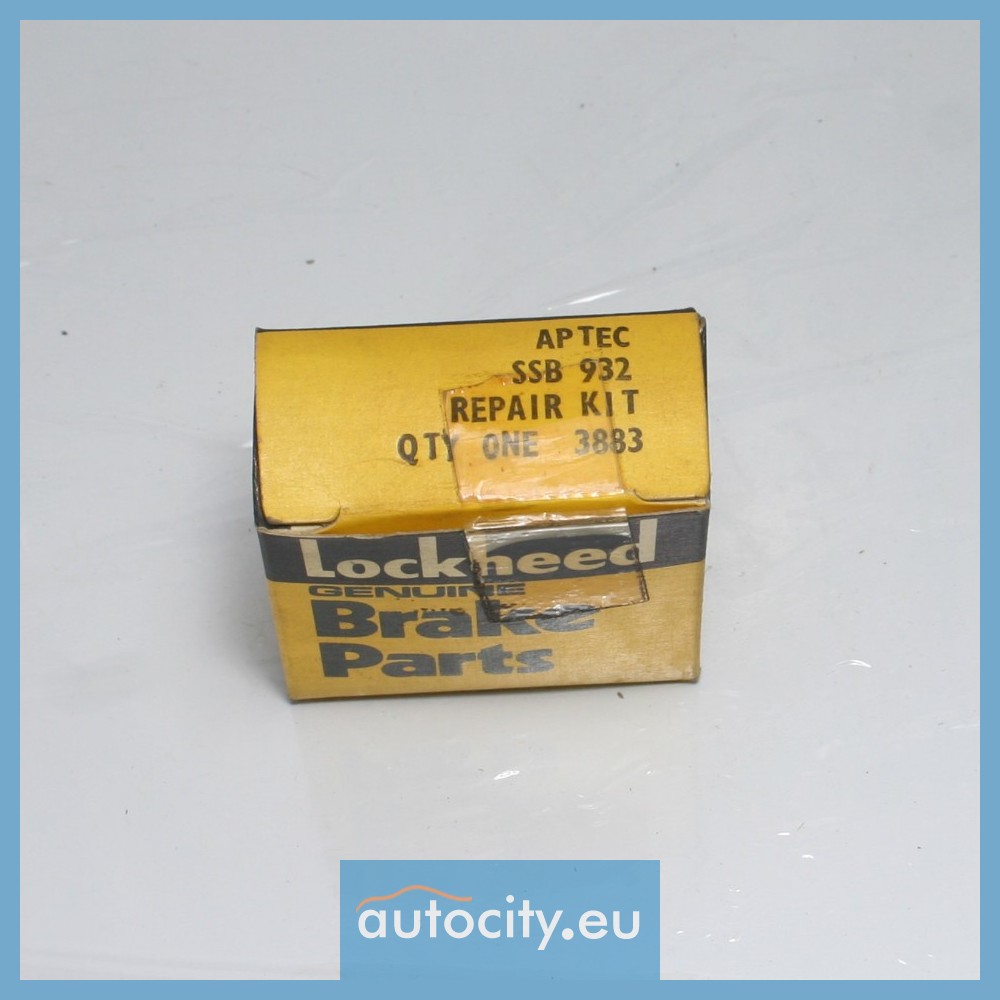 APTEC
SSB 932
REPAIR KIT
QTY ONE 3883
Lockheed
GENUINE
Brake
Parts
autocity.eu